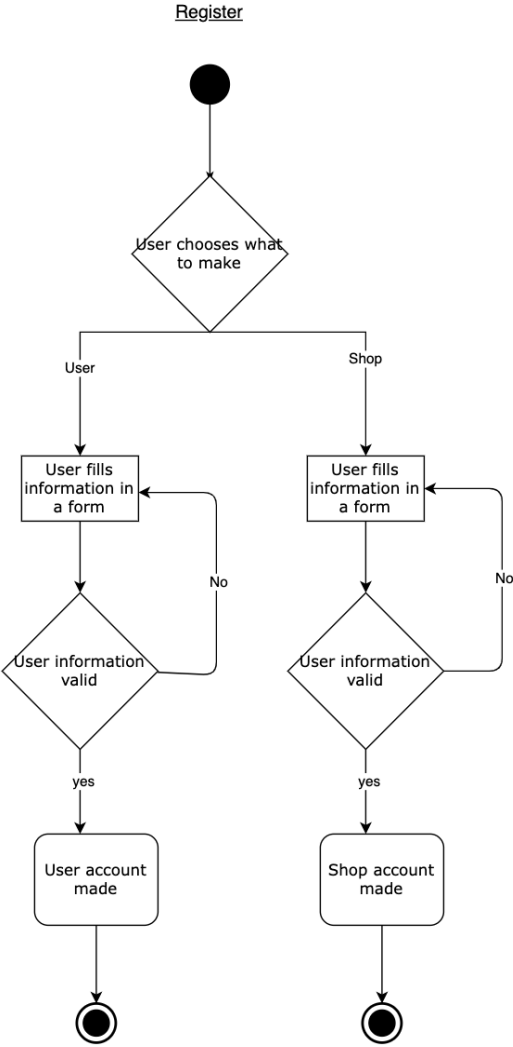 Register
User chooses what
to make
User
Shop
User fills
information in
a form
User fills
information in
a form
No
No
User information
valid
User information
valid
yes
yes
User account
made
Shop account
made